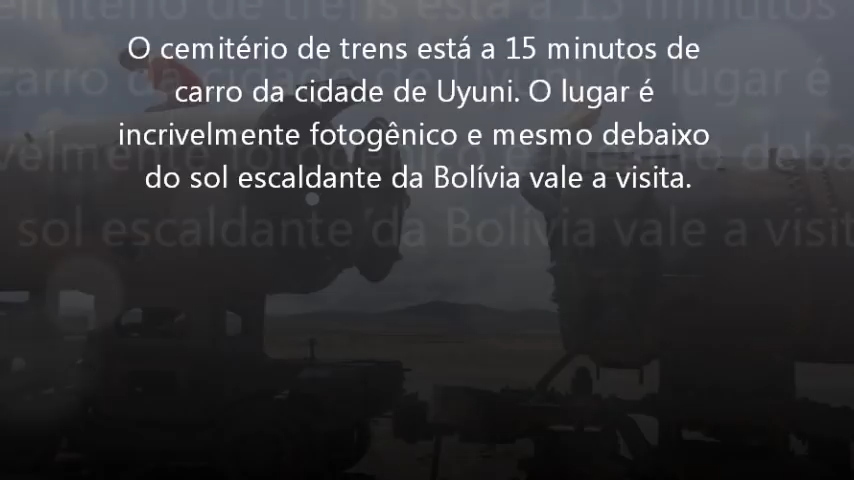 O cemitério de trens está a 15 minutos de
carro da cidade de Uyuni. O lugar é
incrivelmente fotogênico e mesmo debaixo
do sol escaldante da Bolívia vale a visita.